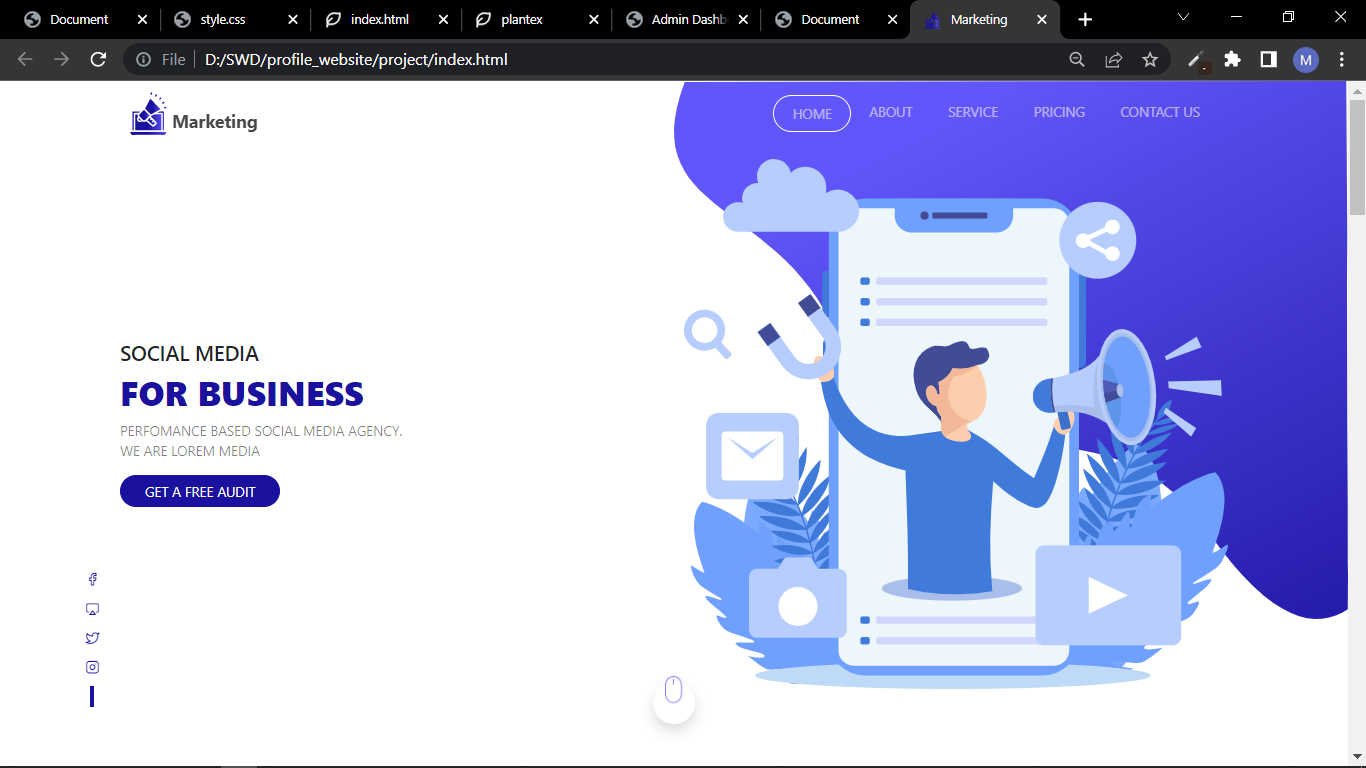 Document
style.css
index.html
plantex
Admin Dashb
Document
Marketing
File
D:/SWD/profile_website/project/index.html
M
Marketing
HOME
ABOUT
SERVICE
PRICING
CONTACT US
SOCIAL MEDIA
FOR BUSINESS
PERFOMANCE BASED SOCIAL MEDIA AGENCY.
WE ARE LOREM MEDIA
GET A FREE AUDIT